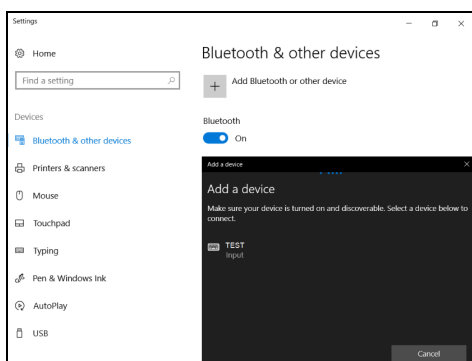 Settings
Home
Find a setting
Devices
Bluetooth & other devices
Printers & scanners
Mouse
Touchpad
Typing
Pen & Windows Ink
AutoPlay
USB
Bluetooth & other devices
Add Bluetooth or other device
Bluetooth
On
Add a device
Add a device
Make sure your device is turned on and discoverable. Select a device below to
connect.
TEST
Input
Cancel